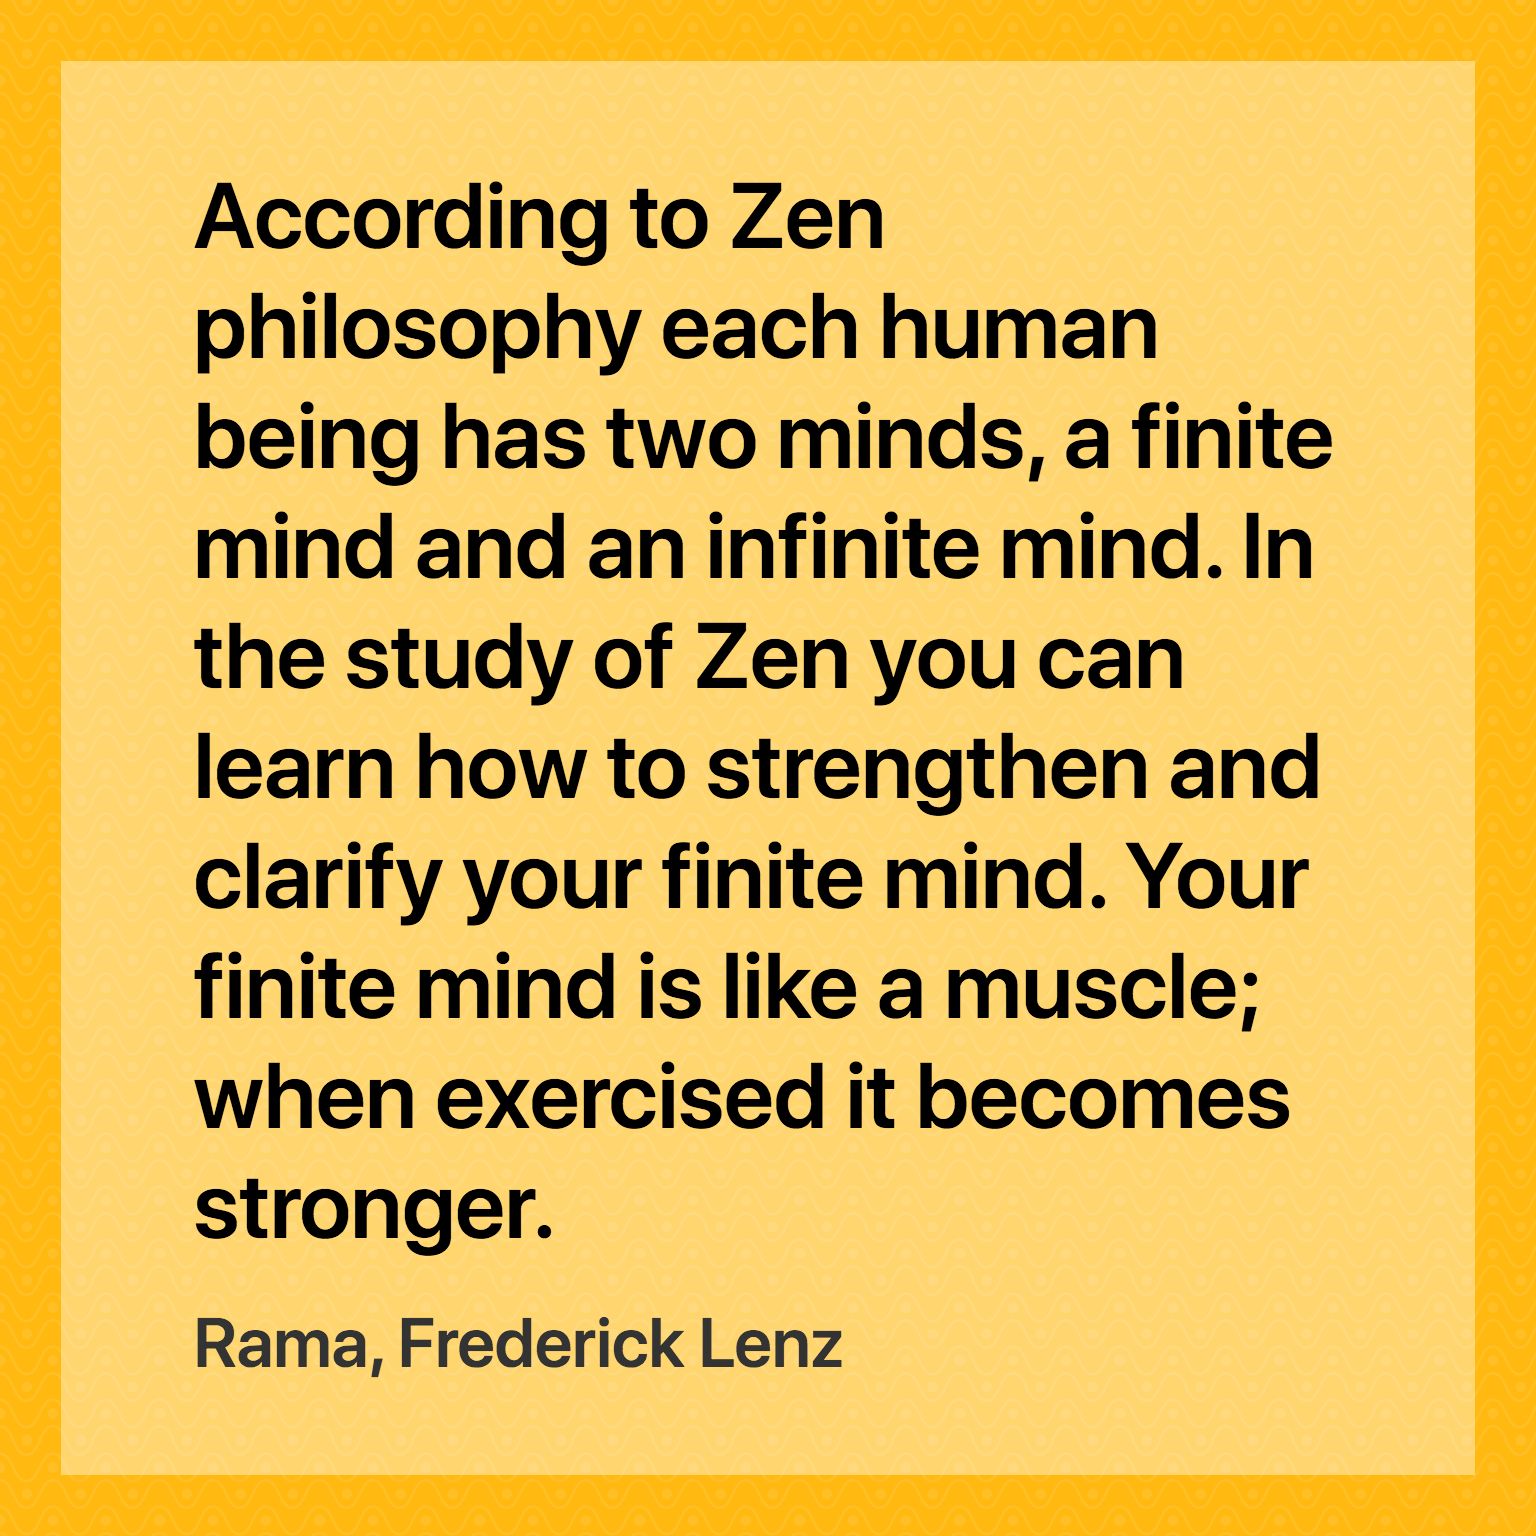 According to Zen
philosophy each human
being has two minds, a finite
mind and an infinite mind. In
the study of Zen you can
learn how to strengthen and
clarify your finite mind. Your
finite mind is like a muscle;
when exercised it becomes
stronger.
Rama, Frederick Lenz